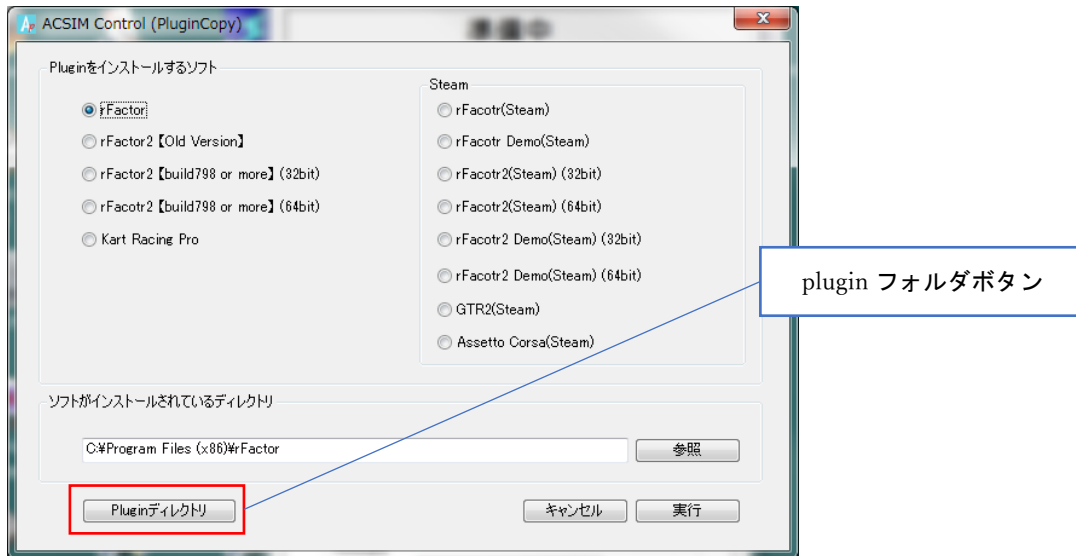 ACSIM Control (PluginCopy)
準備中
Pluginをインストールするソフト
rFactor
rFactor2【Old Version】
rFactor2【build798 or more】(32bit)
rFacotr2【build798 or more】(64bit)
Kart Racing Pro
Steam
rFacotr(Steam)
rFacotr Demo(Steam)
rFacotr2(Steam) (32bit)
rFacotr2(Steam) (64bit)
rFacotr2 Demo(Steam) (32bit)
rFacotr2 Demo(Steam) (64bit)
GTR2(Steam)
Assetto Corsa(Steam)
plugin フォルダボタン
ソフトがインストールされているディレクトリ
C:¥Program Files (x86)¥rFactor
参照
Pluginディレクトリ
キャンセル
実行